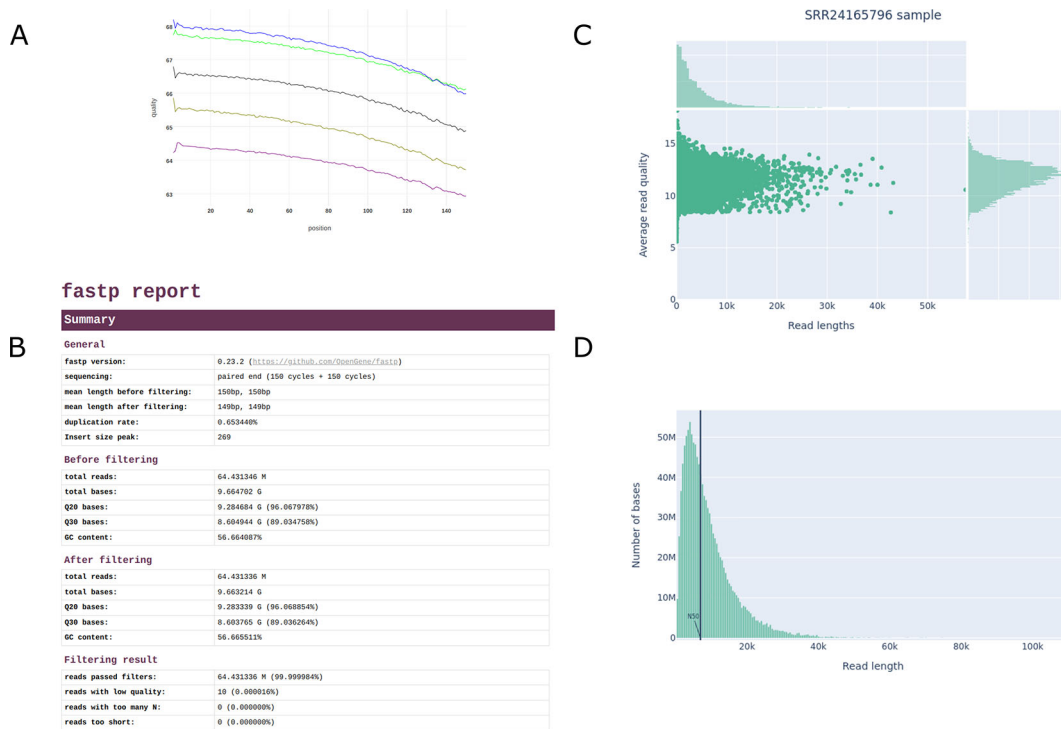 A
68
67
66
65
64
63
quality
20 40 60 80 100 120 140
position
B
fastp report
Summary
General
fastp version: 0.23.2 (https://github.com/OpenGene/fastp)
sequencing: paired end (150 cycles + 150 cycles)
mean length before filtering: 150bp, 150bp
mean length after filtering: 149bp, 149bp
duplication rate: 0.653440%
Insert size peak: 269
Before filtering
total reads: 64.431346 M
total bases: 9.664702 G
Q20 bases: 9.284684 G (96.067978%)
Q30 bases: 8.604944 G (89.034758%)
GC content: 56.664087%
After filtering
total reads: 64.431336 M
total bases: 9.663214 G
Q20 bases: 9.283339 G (96.068854%)
Q30 bases: 8.603765 G (89.036264%)
GC content: 56.665511%
Filtering result
reads passed filters: 64.431336 M (99.999984%)
reads with low quality: 10 (0.000016%)
reads with too many N: 0 (0.000000%)
reads too short: 0 (0.000000%)
C
SRR24165796 sample
15
10
5
0
Average read quality
0 10k 20k 30k 40k 50k
Read lengths
D
50M
40M
30M
20M
10M
0
Number of bases
N50
20k 40k 60k 80k 100k
Read length